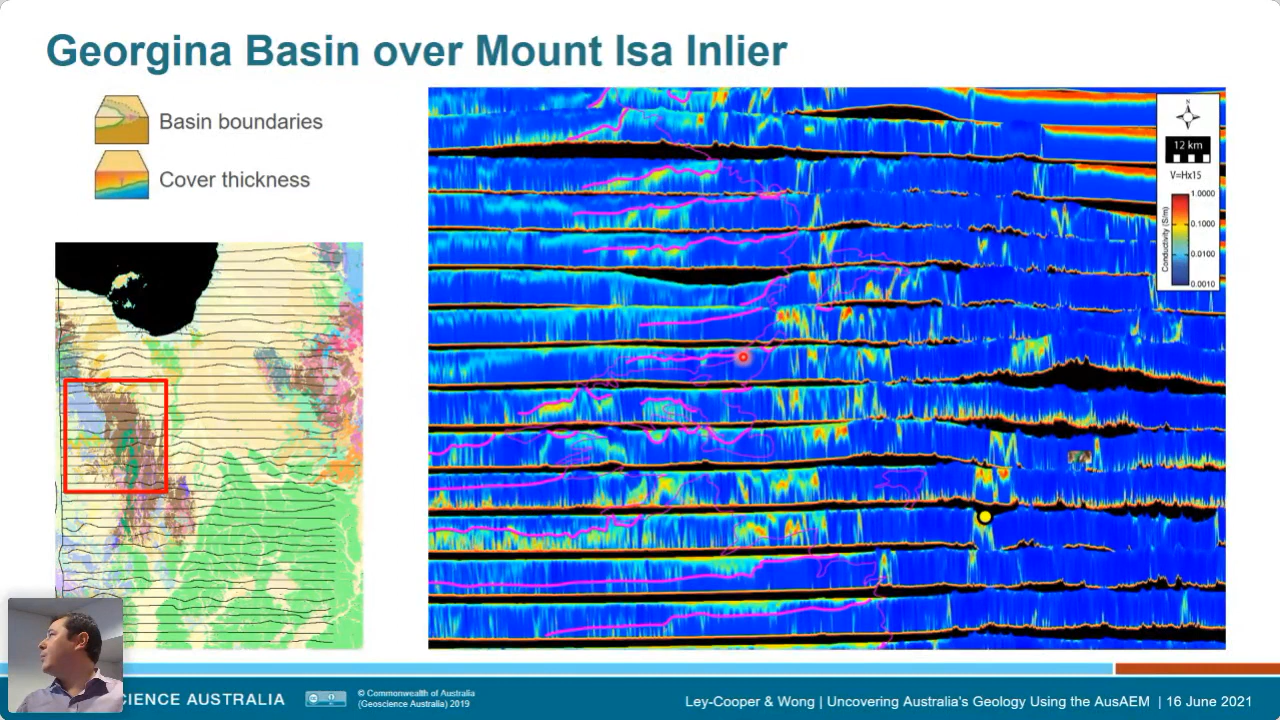 Georgina Basin over Mount Isa Inlier
Basin boundaries
Cover thickness
N
12 km
V=Hx15
Conductivity (S/m)
1.0000
0.1000
0.0100
0.0010
CIENCE AUSTRALIA
© Commonwealth of Australia
(Geoscience Australia) 2019
Ley-Cooper & Wong | Uncovering Australia's Geology Using the AusAEM | 16 June 2021